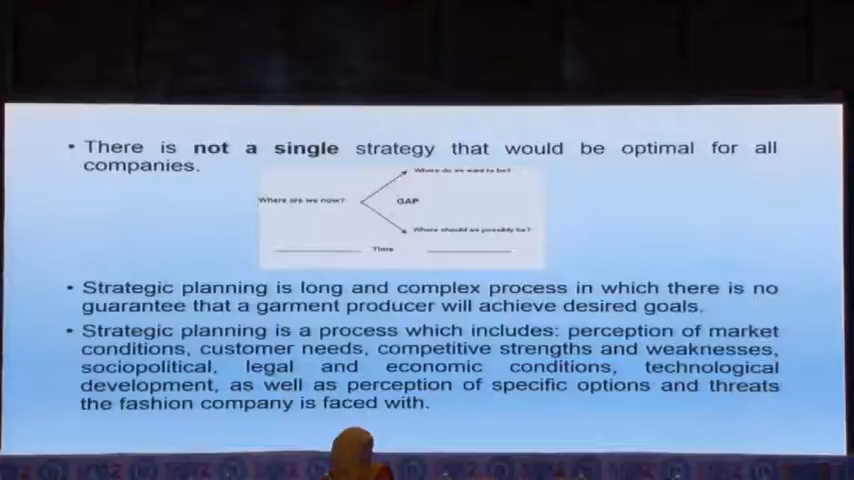 • There is not a single strategy that would be optimal for all
companies.
Where do we want to be?
Where are we now?
GAP
Where should we possibly be?
Time
• Strategic planning is long and complex process in which there is no
guarantee that a garment producer will achieve desired goals.
• Strategic planning is a process which includes: perception of market
conditions, customer needs, competitive strengths and weaknesses,
sociopolitical, legal and economic conditions, technological
development, as well as perception of specific options and threats
the fashion company is faced with.